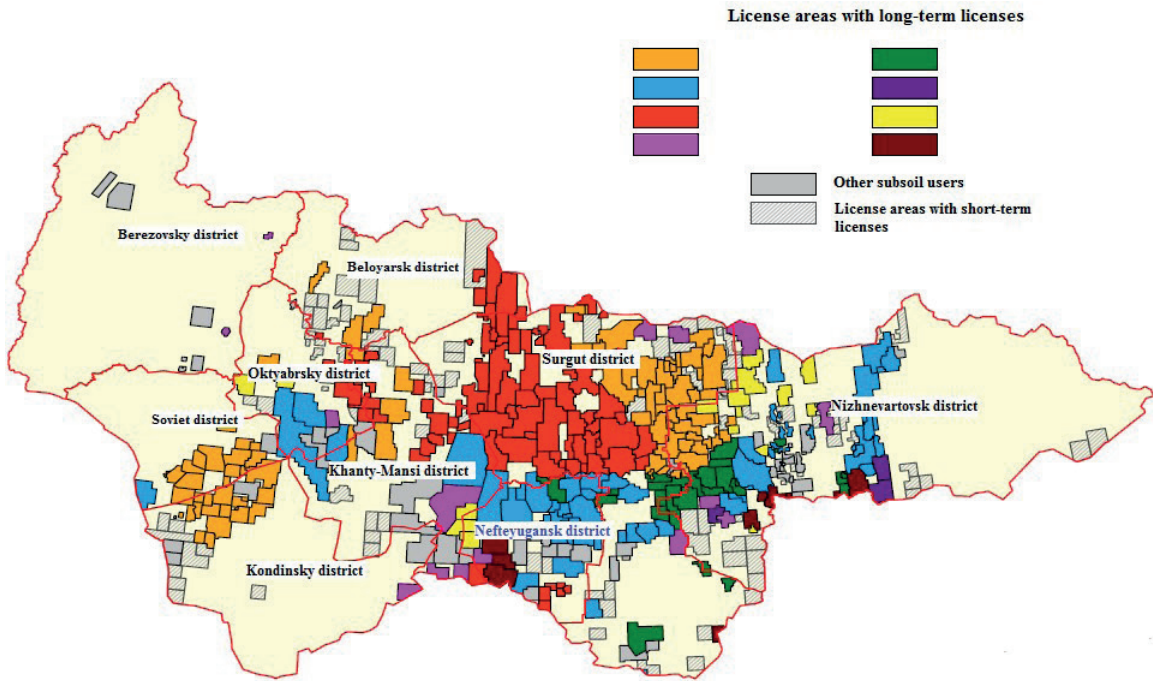 License areas with long-term licenses
Other subsoil users
License areas with short-term
licenses
Berezovsky district
Beloyarsk district
Surgut district
Oktyabrsky district
Nizhnevartovsk district
Soviet district
Khanty-Mansi district
Nefteyugansk district
Kondinsky district